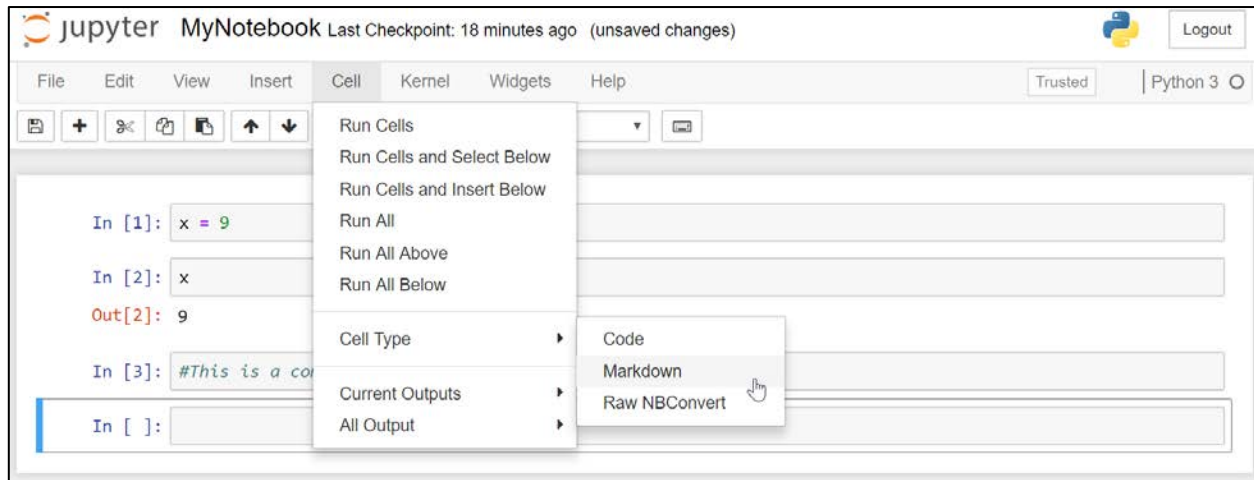 jupyter MyNotebook Last Checkpoint: 18 minutes ago (unsaved changes) Logout
File Edit View Insert Cell Kernel Widgets Help Trusted Python 3
Run Cells
Run Cells and Select Below
Run Cells and Insert Below
In [1]: x = 9
Run All
Run All Above
In [2]: x
Run All Below
Out[2]: 9
Cell Type
Code
In [3]: #This is a
Markdown
Current Outputs
Raw NBConvert
In [ ]:
All Output